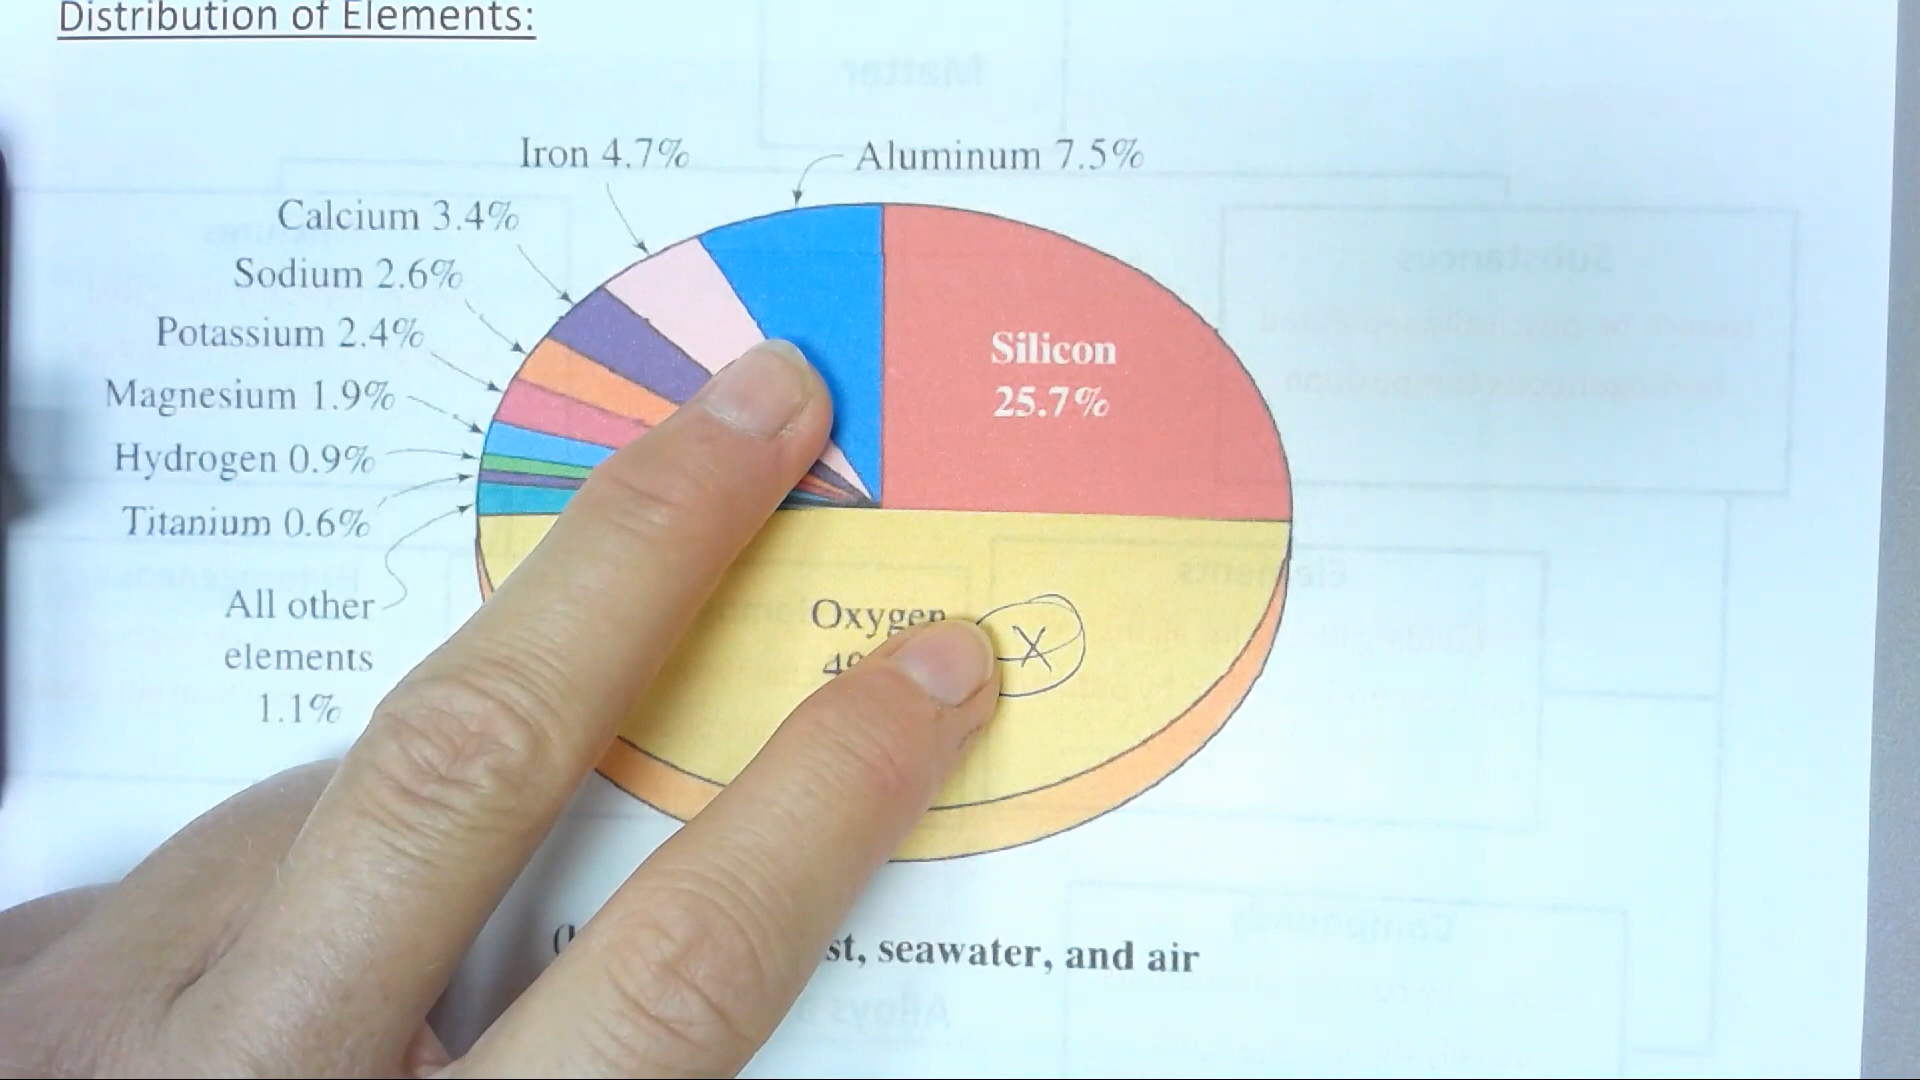 Distribution of Elements:
Iron 4.7%
Aluminum 7.5%
Calcium 3.4%
Sodium 2.6%
Potassium 2.4%
Magnesium 1.9%
Hydrogen 0.9%
Titanium 0.6%
All other
elements
1.1%
Silicon
25.7%
Oxygen
X
seawater, and air